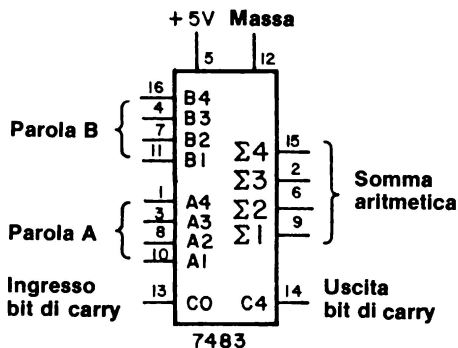 +5V Massa
5 12
16 B4
4 B3
Parola B
7 B2
11 B1
15 Σ4
2 Σ3
6 Σ2
9 Σ1
Somma
aritmetica
1 A4
3 A3
Parola A
8 A2
10 A1
Ingresso
bit di carry
13 C0
C4 14
Uscita
bit di carry
7483